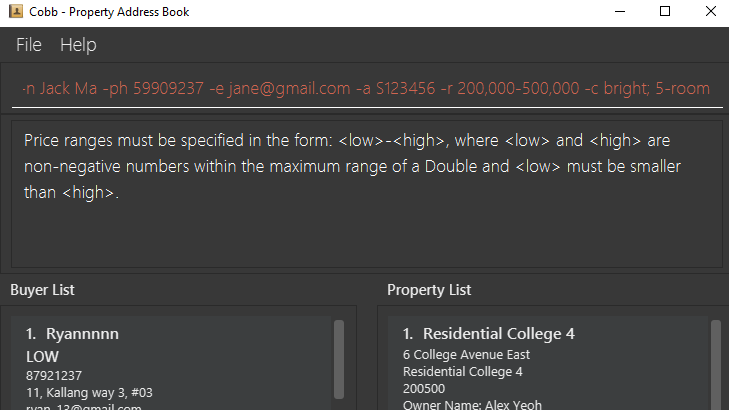 Cobb - Property Address Book
File Help
-n Jack Ma -ph 59909237 -e jane@gmail.com -a S123456 -r 200,000-500,000 -c bright; 5-room
Price ranges must be specified in the form: <low>-<high>, where <low> and <high> are
non-negative numbers within the maximum range of a Double and <low> must be smaller
than <high>.
Buyer List
Property List
1. Ryannnnn
LOW
87921237
11, Kallang way 3, #03
ryan_13@gmail.com
1. Residential College 4
6 College Avenue East
Residential College 4
200500
Owner Name: Alex Yeoh